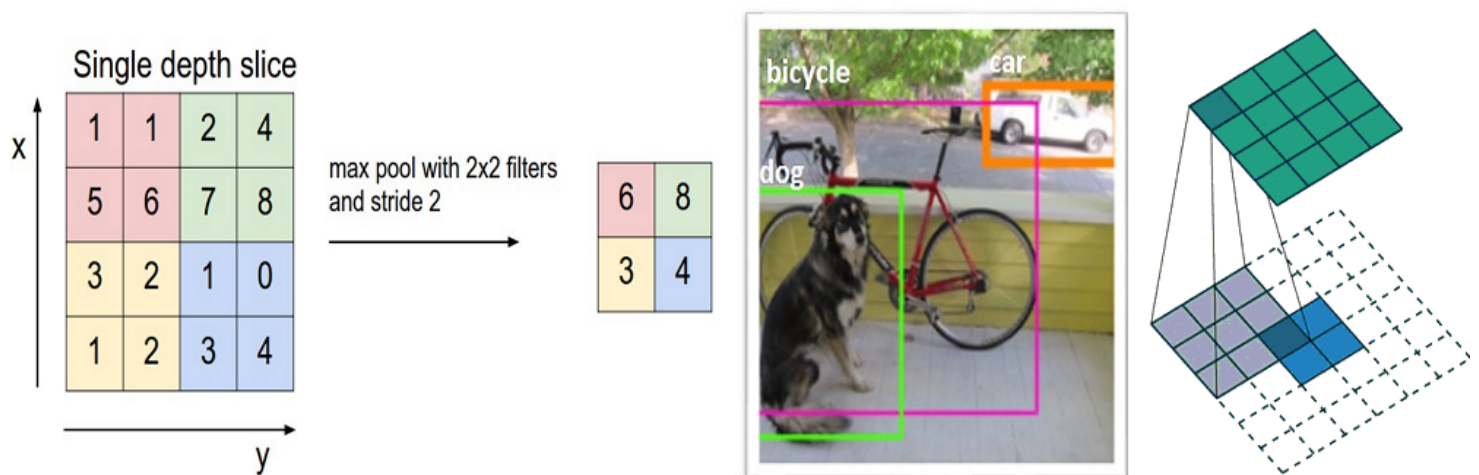 Single depth slice
x
1 1 2 4
5 6 7 8
3 2 1 0
1 2 3 4
y
max pool with 2x2 filters
and stride 2
6 8
3 4
bicycle
car
dog